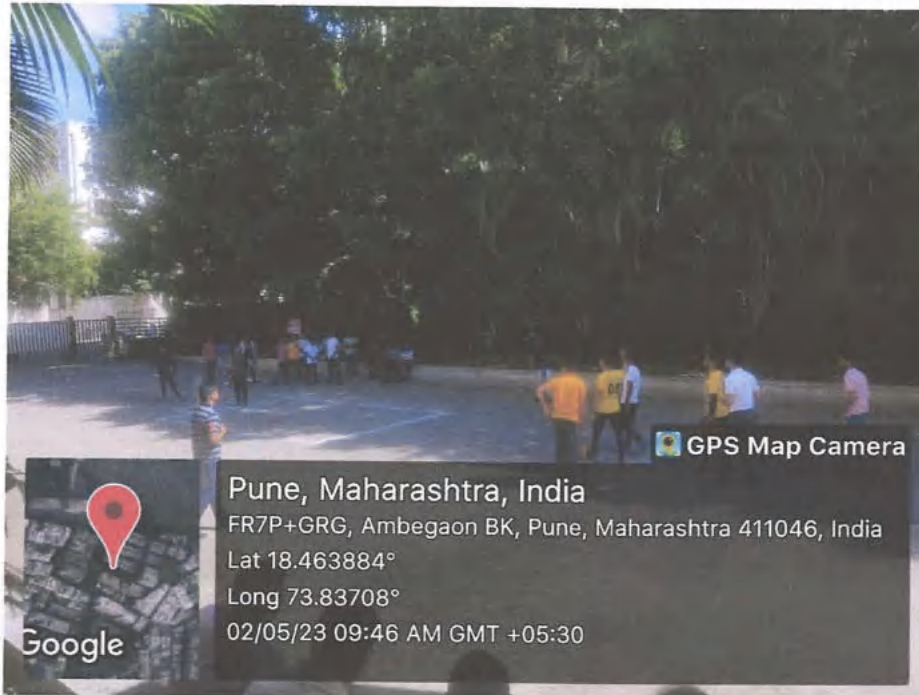 GPS Map Camera
Pune, Maharashtra, India
FR7P+GRG, Ambegaon BK, Pune, Maharashtra 411046, India
Lat 18.463884°
Long 73.83708°
02/05/23 09:46 AM GMT +05:30
Google